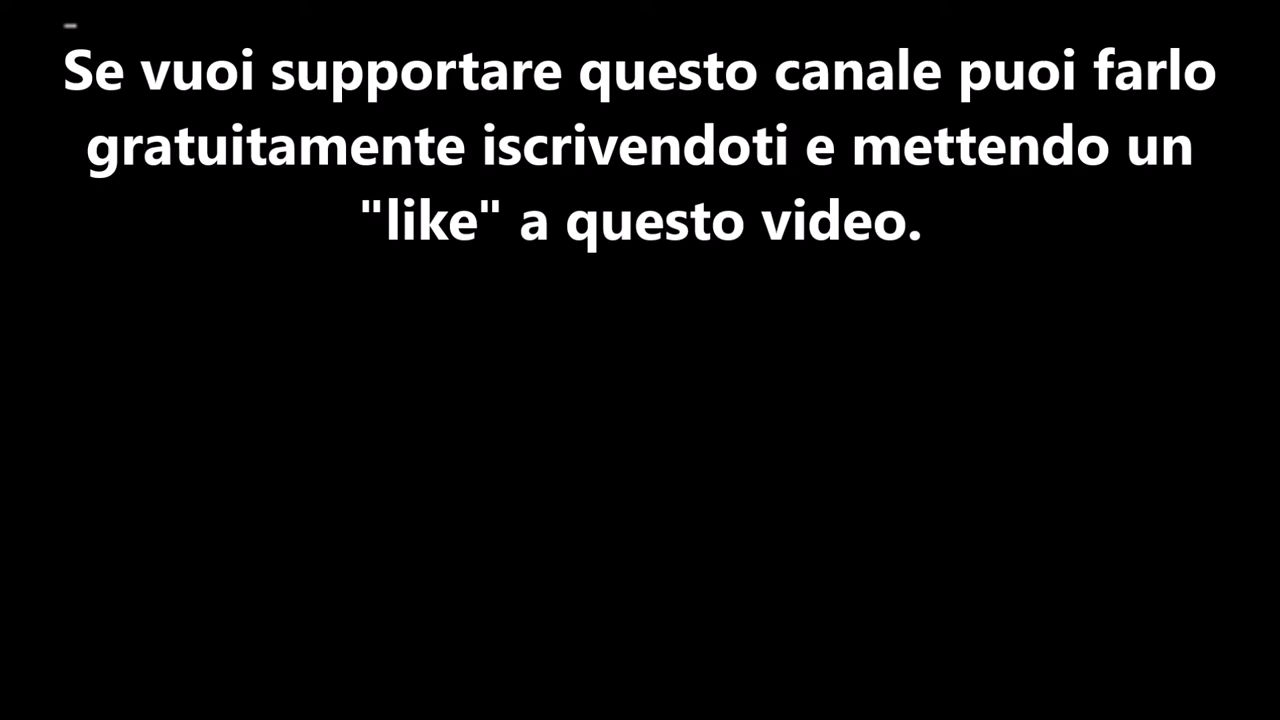 Se vuoi supportare questo canale puoi farlo
gratuitamente iscrivendoti e mettendo un
"like" a questo video.